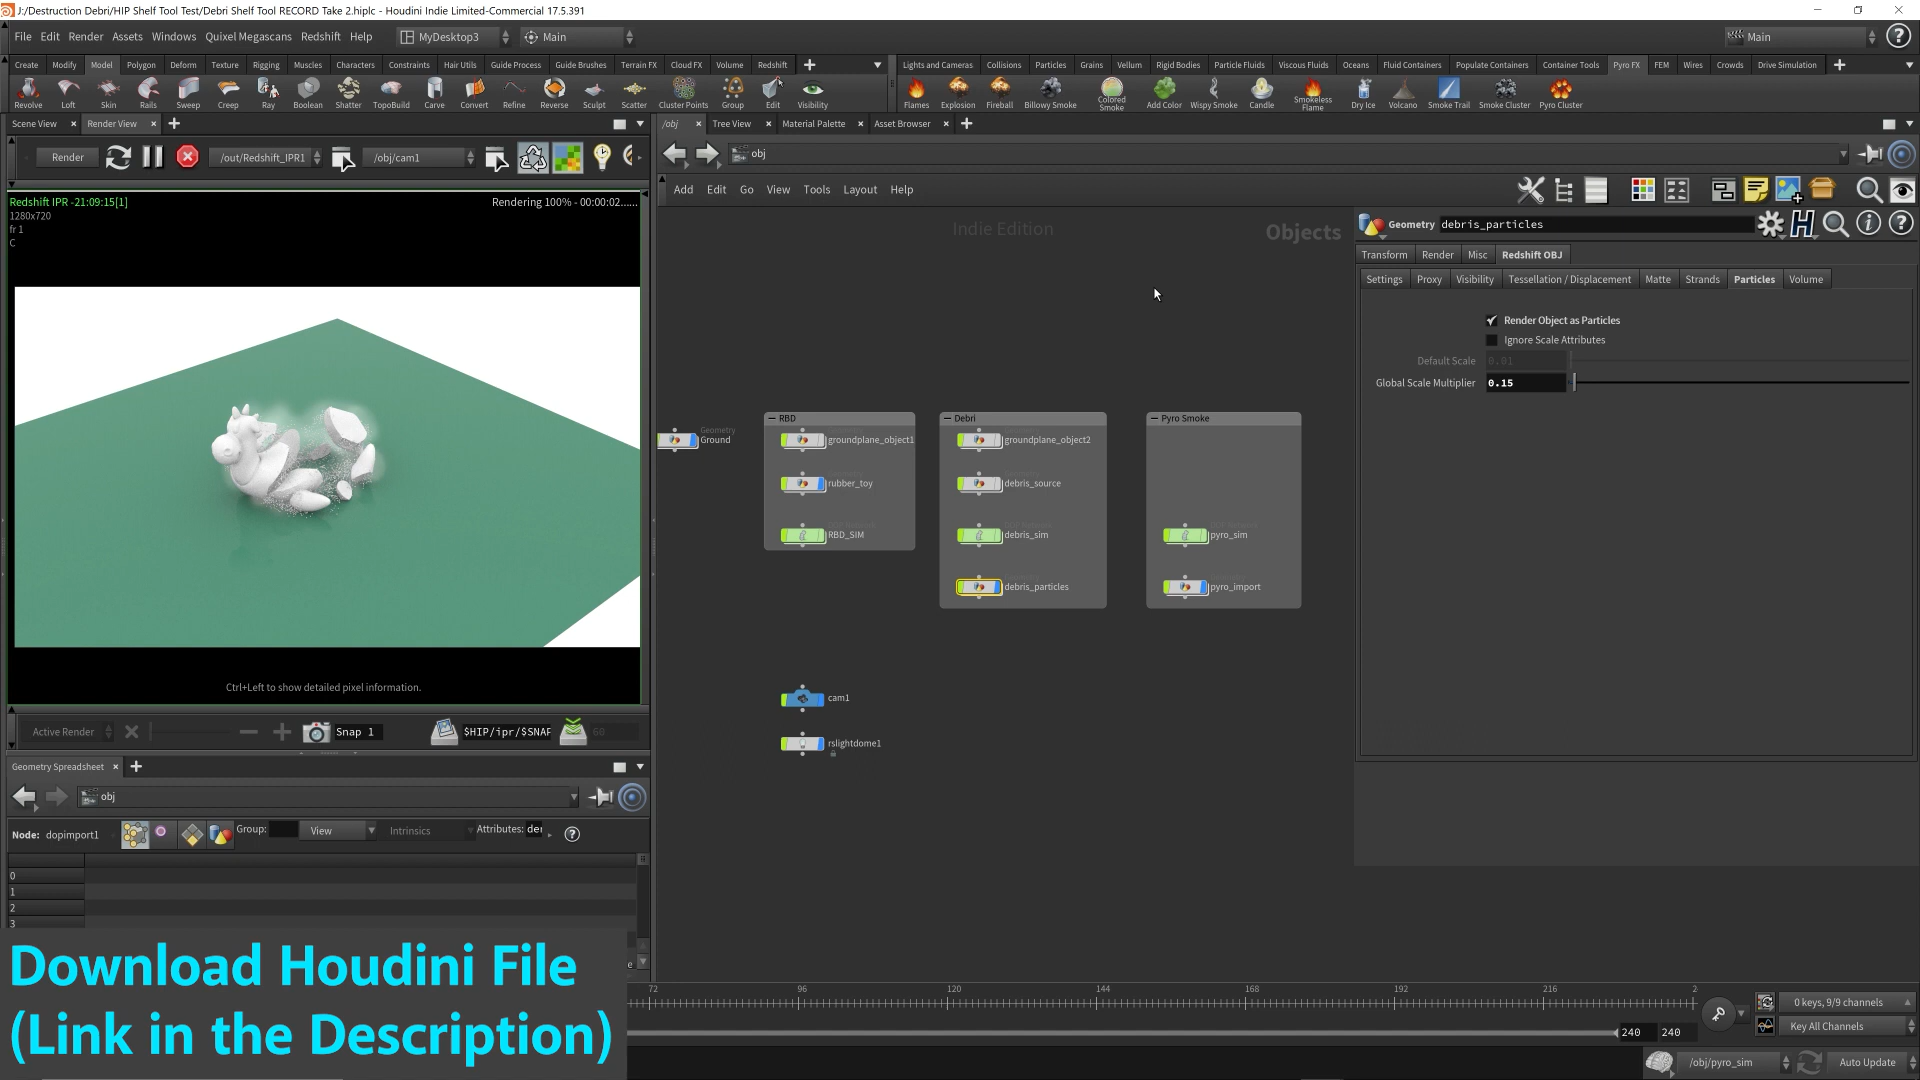 J:/Destruction Debri/HIP Shelf Tool Test/Debri Shelf Tool RECORD Take 2.hiplc - Houdini Indie Limited-Commercial 17.5.391
File Edit Render Assets Windows Quixel Megascans Redshift Help MyDesktop3 Main Main
Create Modify Model Polygon Deform Texture Rigging Muscles Characters Constraints Hair Utils Guide Process Guide Brushes Terrain FX Cloud FX Volume Redshift
Lights and Cameras Collisions Particles Grains Vellum Rigid Bodies Particle Fluids Viscous Fluids Oceans Fluid Containers Populate Containers Container Tools Pyro FX FEM Wires Crowds Drive Simulation
Revolve Loft Skin Rails Sweep Creep Ray Boolean Shatter TopoBuild Carve Convert Refine Reverse Sculpt Scatter Cluster Points Group Edit Visibility
Flames Explosion Fireball Billowy Smoke Colored Smoke Add Color Wispy Smoke Candle Smokeless Flame Dry Ice Volcano Smoke Trail Smoke Cluster Pyro Cluster
Scene View Render View
/obj Tree View Material Palette Asset Browser
Render /out/Redshift_IPR1 /obj/cam1
obj
Add Edit Go View Tools Layout Help
Redshift IPR -21:09:15[1]
Rendering 100% - 00:00:02......
1280x720
fr 1
C
Indie Edition
Objects
Geometry debris_particles
Transform Render Misc Redshift OBJ
Settings Proxy Visibility Tessellation / Displacement Matte Strands Particles Volume
Render Object as Particles
Ignore Scale Attributes
Default Scale 0.01
Global Scale Multiplier 0.15
Geometry
Ground
RBD
groundplane_object1
rubber_toy
RBD_SIM
Debri
groundplane_object2
debris_source
debris_sim
debris_particles
Pyro Smoke
pyro_sim
pyro_import
cam1
rslightdome1
Ctrl+Left to show detailed pixel information.
Active Render Snap 1 $HIP/ipr/$SNAP 60
Geometry Spreadsheet
obj
Node: dopimport1 Group: View Intrinsics Attributes: der
0
1
2
3
Download Houdini File
(Link in the Description)
72 96 120 144 168 192 216 2
240 240
0 keys, 9/9 channels
Key All Channels
/obj/pyro_sim Auto Update